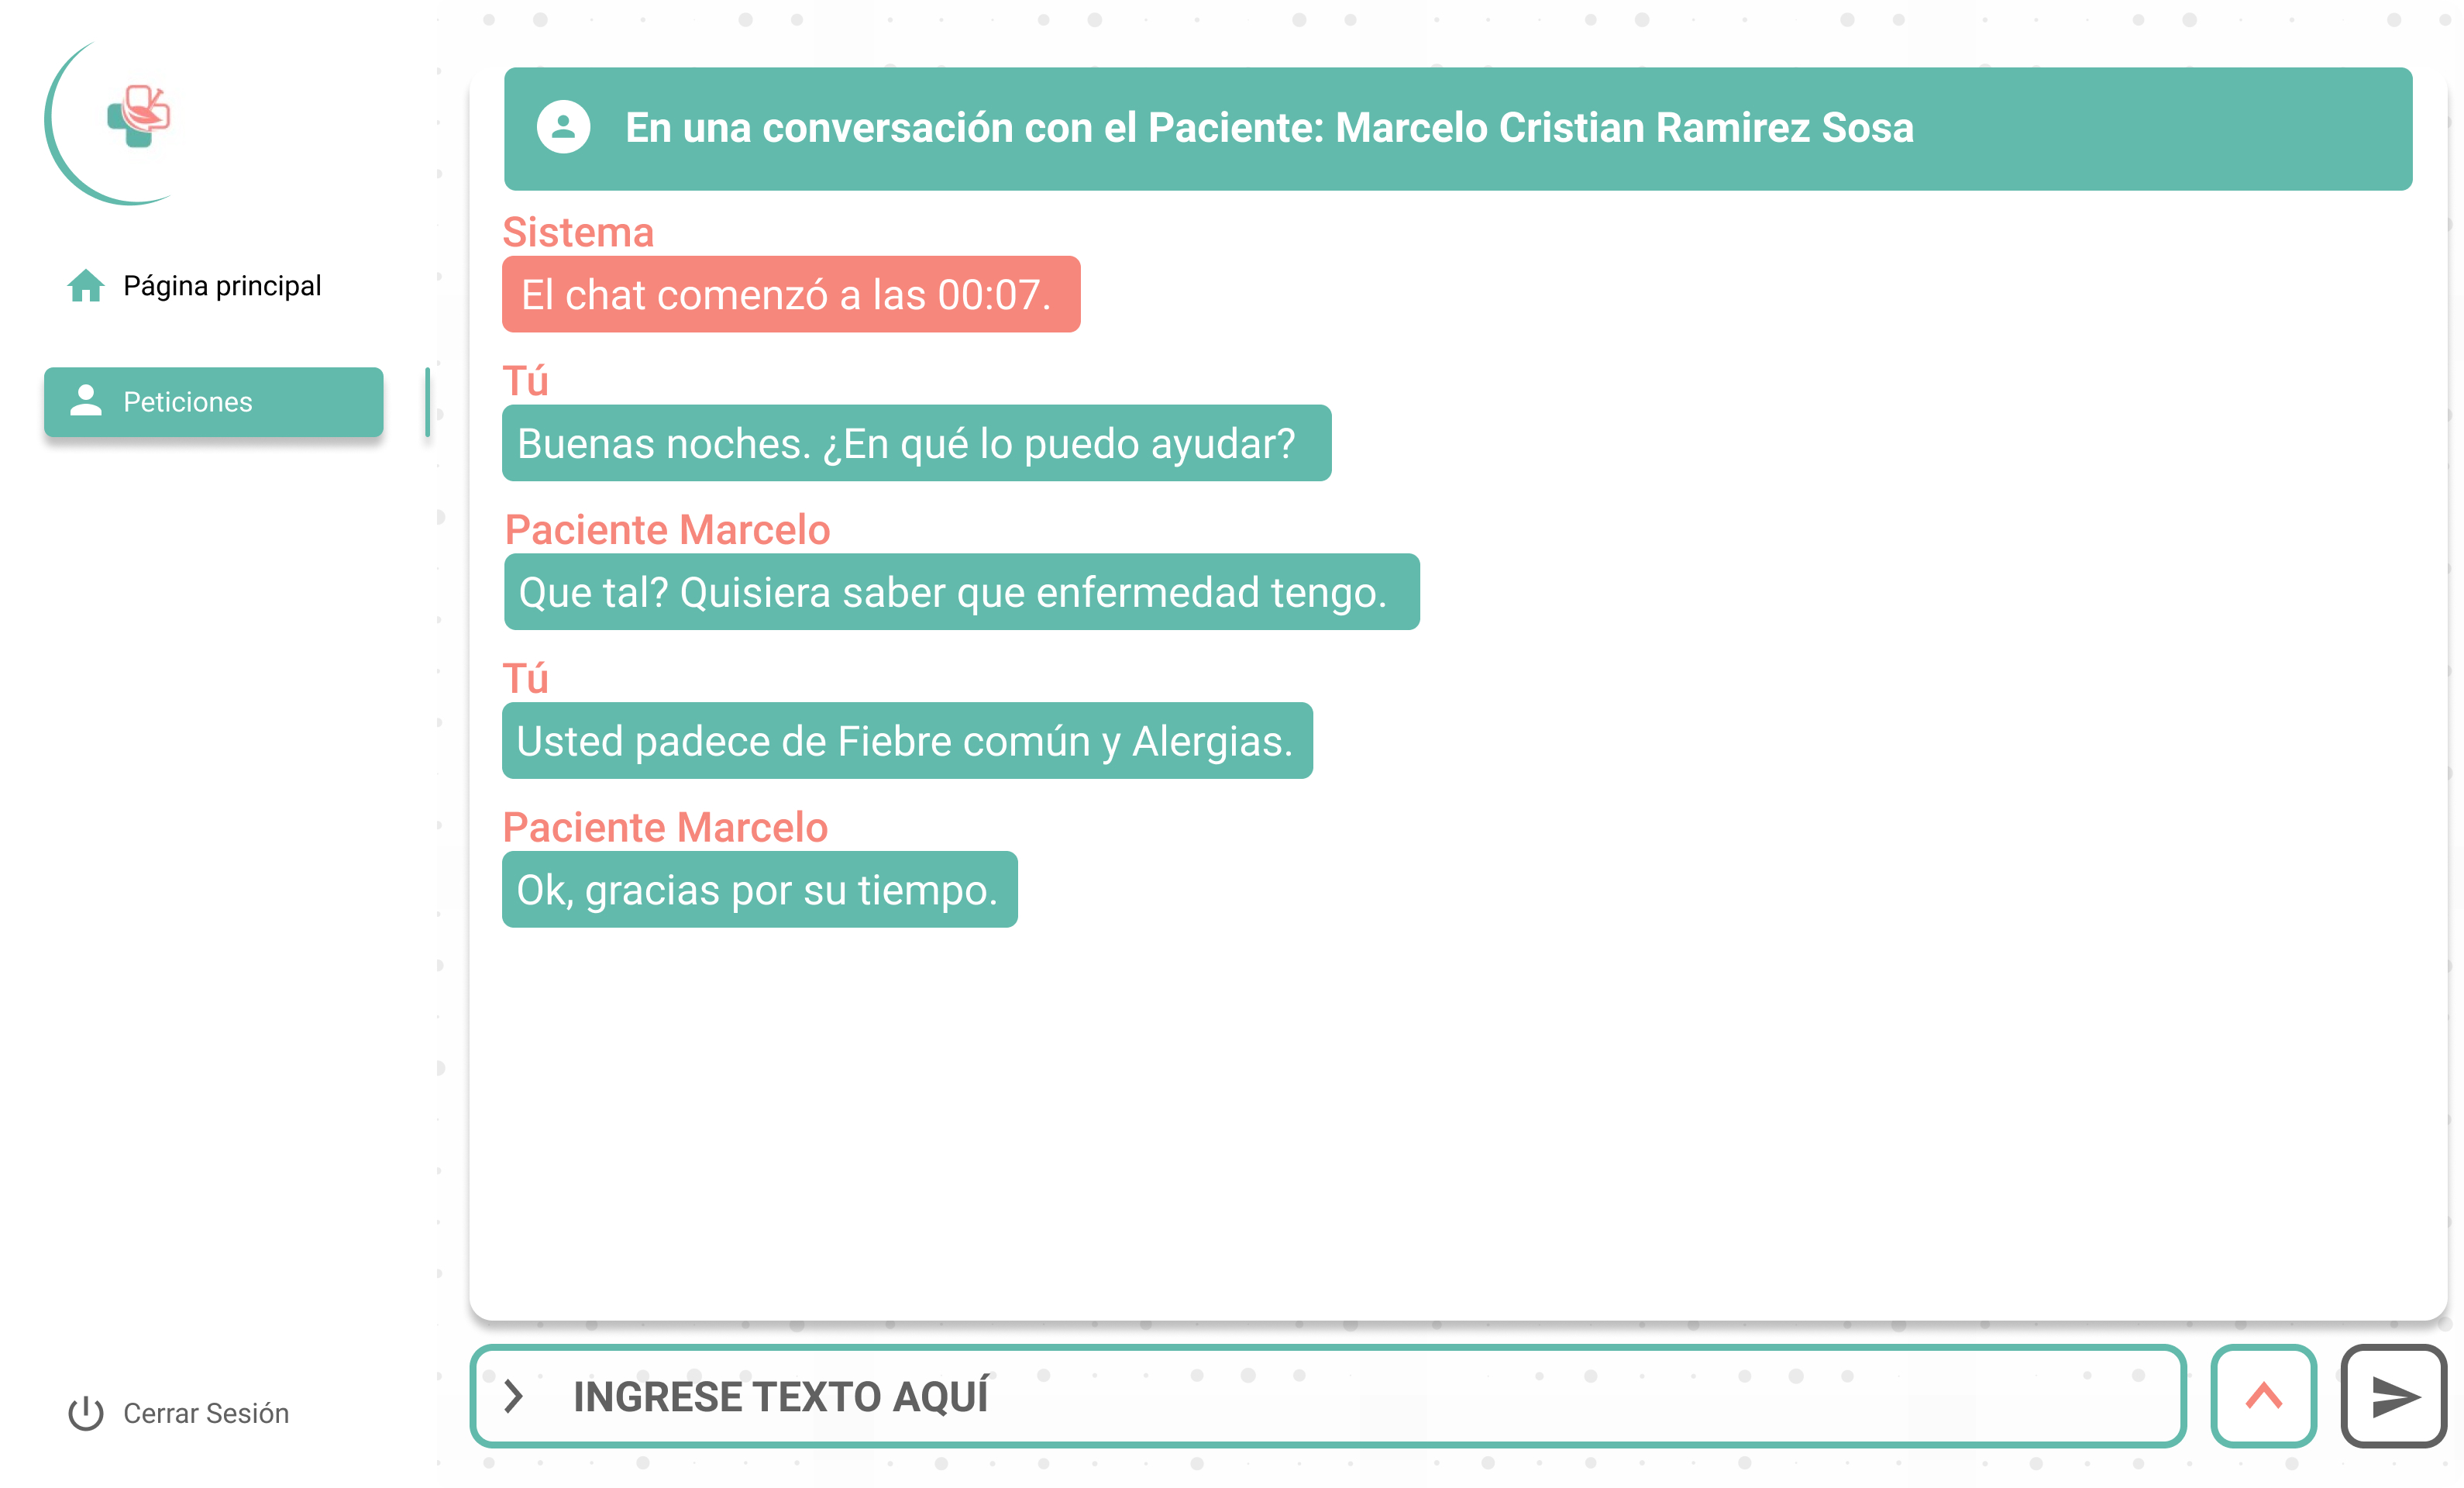 En una conversación con el Paciente: Marcelo Cristian Ramirez Sosa
Página principal
Peticiones
Sistema
El chat comenzó a las 00:07.
Tú
Buenas noches. ¿En qué lo puedo ayudar?
Paciente Marcelo
Que tal? Quisiera saber que enfermedad tengo.
Tú
Usted padece de Fiebre común y Alergias.
Paciente Marcelo
Ok, gracias por su tiempo.
INGRESE TEXTO AQUÍ
Cerrar Sesión